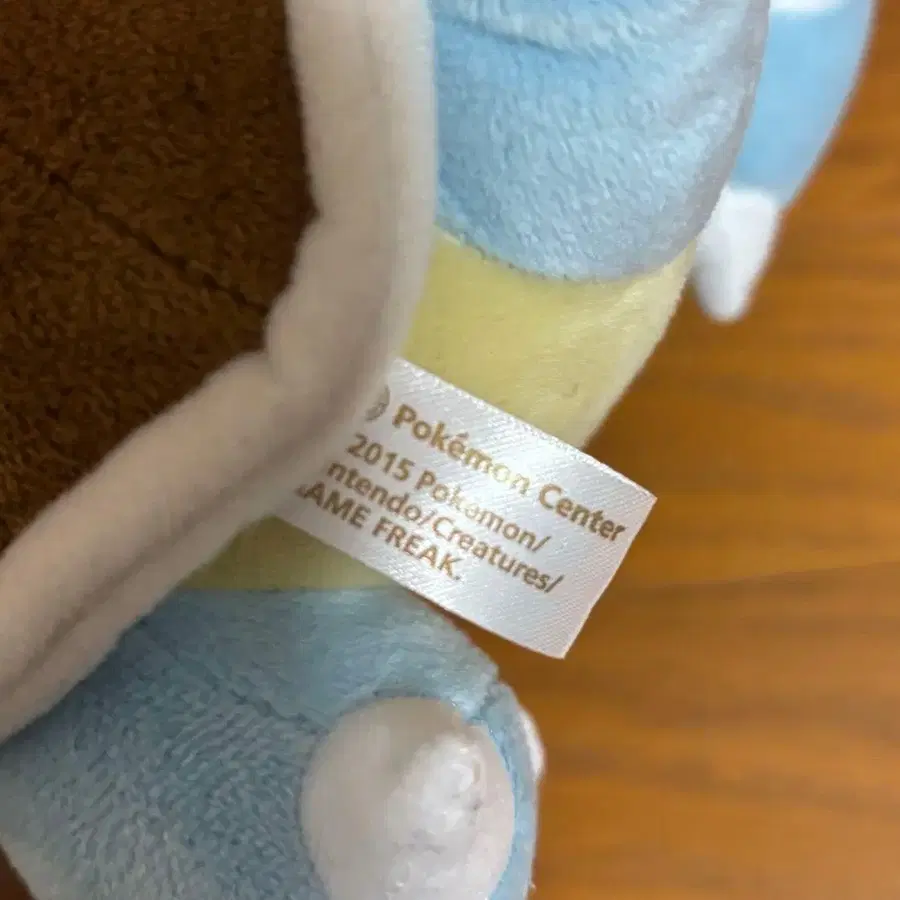 Pokémon Center
2015 Pokémon/
ntendo/Creatures/
AME FREAK.